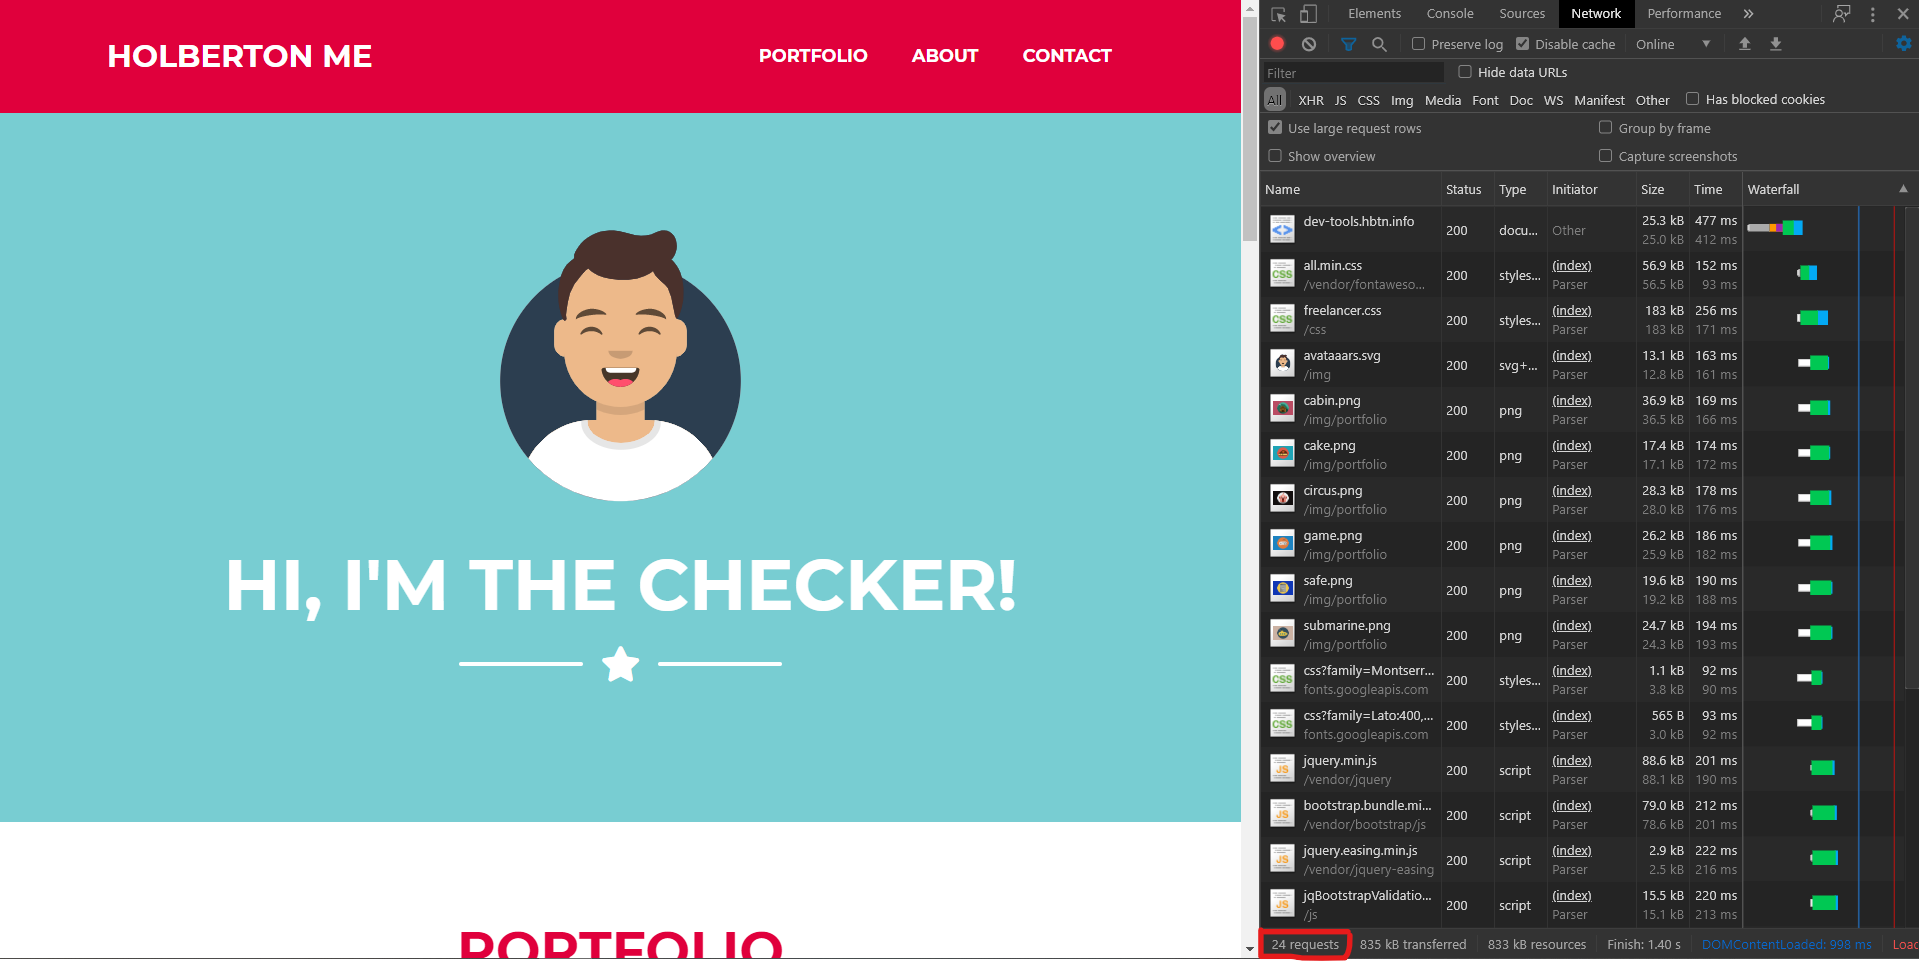 HOLBERTON ME
PORTFOLIO ABOUT CONTACT
HI, I'M THE CHECKER!
PORTFOLIO
Elements Console Sources Network Performance »
Preserve log Disable cache Online
Filter Hide data URLs
All XHR JS CSS Img Media Font Doc WS Manifest Other Has blocked cookies
Use large request rows Group by frame
Show overview Capture screenshots
Name Status Type Initiator Size Time Waterfall
dev-tools.hbtn.info 200 docu... Other 25.3 kB 477 ms
25.0 kB 412 ms
all.min.css 200 styles... (index) 56.9 kB 152 ms
/vendor/fontaweso... Parser 56.5 kB 93 ms
freelancer.css 200 styles... (index) 183 kB 256 ms
/css Parser 183 kB 171 ms
avataaars.svg 200 svg+... (index) 13.1 kB 163 ms
/img Parser 12.8 kB 161 ms
cabin.png 200 png (index) 36.9 kB 169 ms
/img/portfolio Parser 36.5 kB 166 ms
cake.png 200 png (index) 17.4 kB 174 ms
/img/portfolio Parser 17.1 kB 172 ms
circus.png 200 png (index) 28.3 kB 178 ms
/img/portfolio Parser 28.0 kB 176 ms
game.png 200 png (index) 26.2 kB 186 ms
/img/portfolio Parser 25.9 kB 182 ms
safe.png 200 png (index) 19.6 kB 190 ms
/img/portfolio Parser 19.2 kB 188 ms
submarine.png 200 png (index) 24.7 kB 194 ms
/img/portfolio Parser 24.3 kB 193 ms
css?family=Montserr... 200 styles... (index) 1.1 kB 92 ms
fonts.googleapis.com Parser 3.8 kB 90 ms
css?family=Lato:400,... 200 styles... (index) 565 B 93 ms
fonts.googleapis.com Parser 3.0 kB 92 ms
jquery.min.js 200 script (index) 88.6 kB 201 ms
/vendor/jquery Parser 88.1 kB 190 ms
bootstrap.bundle.mi... 200 script (index) 79.0 kB 212 ms
/vendor/bootstrap/js Parser 78.6 kB 201 ms
jquery.easing.min.js 200 script (index) 2.9 kB 222 ms
/vendor/jquery-easing Parser 2.5 kB 216 ms
jqBootstrapValidatio... 200 script (index) 15.5 kB 220 ms
/js Parser 15.1 kB 213 ms
24 requests 835 kB transferred 833 kB resources Finish: 1.40 s DOMContentLoaded: 998 ms Loac